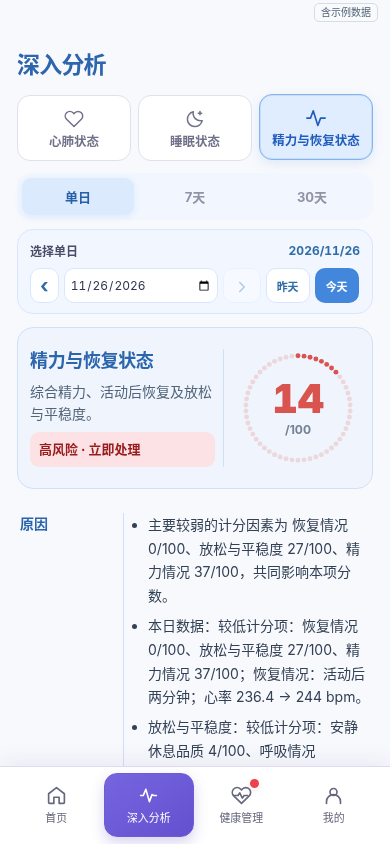 含示例数据
深入分析
心肺状态
睡眠状态
精力与恢复状态
单日
7天
30天
选择单日
2026/11/26
11/26/2026
昨天
今天
精力与恢复状态
综合精力、活动后恢复及放松
与平稳度。
高风险 · 立即处理
14
/100
原因
主要较弱的计分因素为 恢复情况
0/100、放松与平稳度 27/100、精
力情况 37/100，共同影响本项分
数。
本日数据：较低计分项：恢复情况
0/100、放松与平稳度 27/100、精
力情况 37/100；恢复情况：活动后
两分钟；心率 236.4 → 244 bpm。
放松与平稳度：较低计分项：安静
休息品质 4/100、呼吸情况
首页
深入分析
健康管理
我的